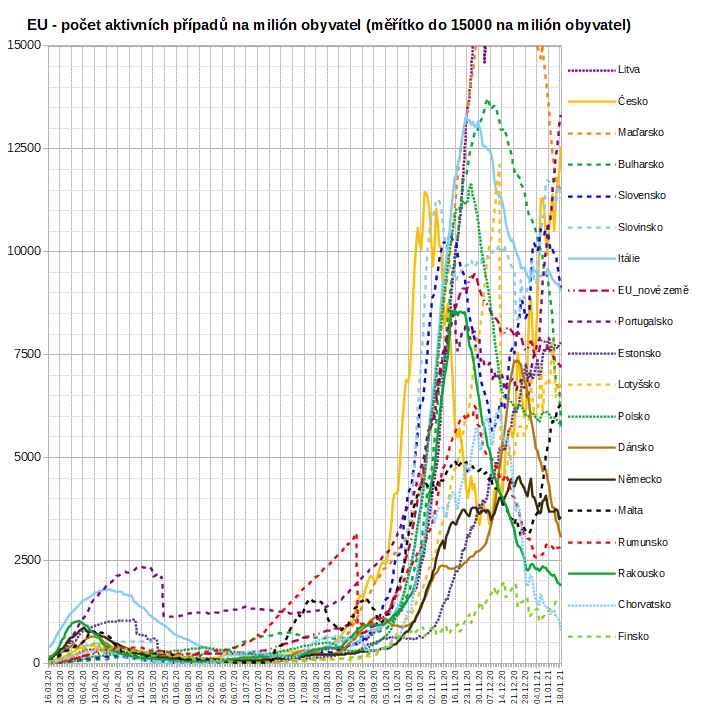 EU - počet aktivních případů na milión obyvatel (měřítko do 15000 na milión obyvatel)
15000
12500
10000
7500
5000
2500
0
Litva
Česko
Maďarsko
Bulharsko
Slovensko
Slovinsko
Itálie
EU_nové země
Portugalsko
Estonsko
Lotyšsko
Polsko
Dánsko
Německo
Malta
Rumunsko
Rakousko
Chorvatsko
Finsko
16.03.20
23.03.20
30.03.20
06.04.20
13.04.20
20.04.20
27.04.20
04.05.20
11.05.20
18.05.20
25.05.20
01.06.20
08.06.20
15.06.20
22.06.20
29.06.20
06.07.20
13.07.20
20.07.20
27.07.20
03.08.20
10.08.20
17.08.20
24.08.20
31.08.20
07.09.20
14.09.20
21.09.20
28.09.20
05.10.20
12.10.20
19.10.20
26.10.20
02.11.20
09.11.20
16.11.20
23.11.20
30.11.20
07.12.20
14.12.20
21.12.20
28.12.20
04.01.21
11.01.21
18.01.21